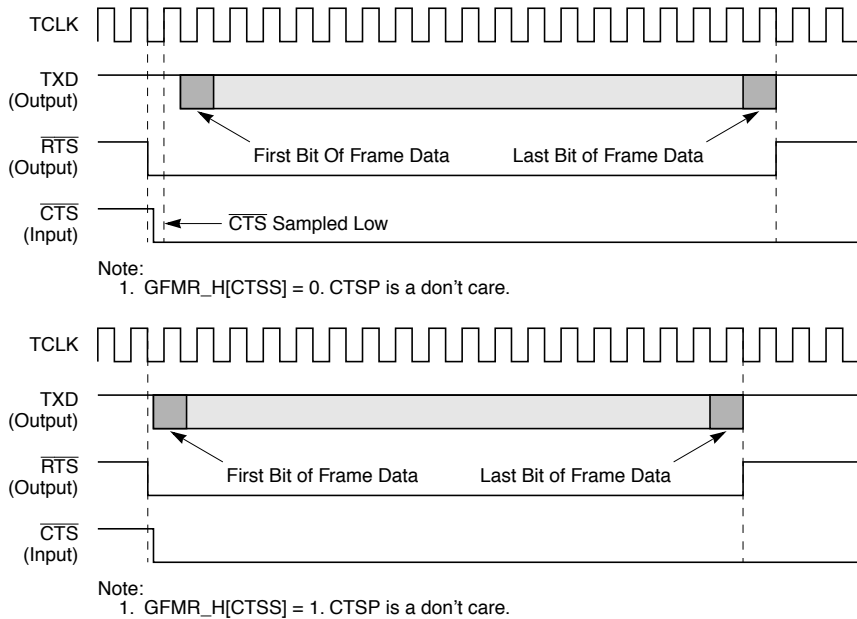 TCLK
TXD
(Output)
First Bit Of Frame Data
Last Bit of Frame Data
RTS
(Output)
CTS
(Input)
CTS Sampled Low
Note:
1. GFMR_H[CTSS] = 0. CTSP is a don’t care.
TCLK
TXD
(Output)
First Bit of Frame Data
Last Bit of Frame Data
RTS
(Output)
CTS
(Input)
Note:
1. GFMR_H[CTSS] = 1. CTSP is a don’t care.